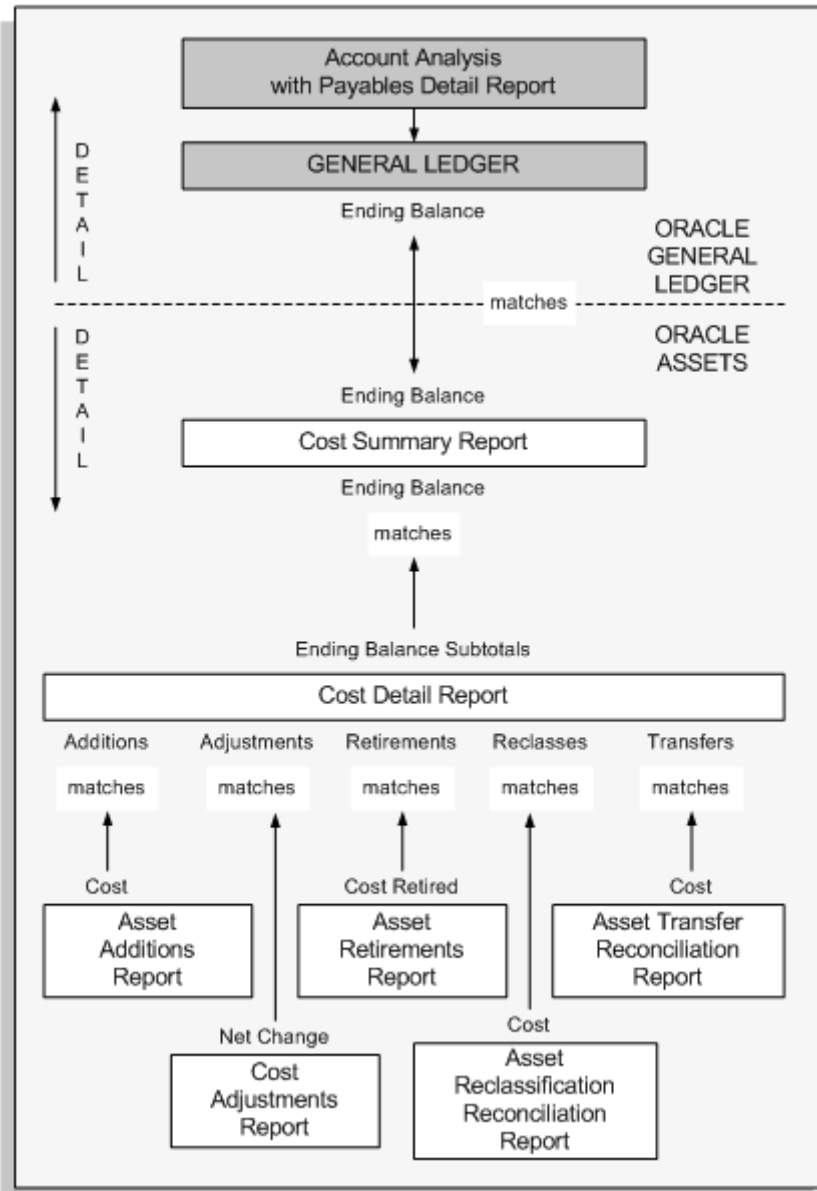 Account Analysis
with Payables Detail Report
GENERAL LEDGER
Ending Balance
DETAIL
ORACLE
GENERAL
LEDGER
matches
DETAIL
ORACLE
ASSETS
Ending Balance
Cost Summary Report
Ending Balance
matches
Ending Balance Subtotals
Cost Detail Report
Additions Adjustments Retirements Reclasses Transfers
matches matches matches matches matches
Cost
Asset
Additions
Report
Cost Retired
Asset
Retirements
Report
Cost
Asset Transfer
Reconciliation
Report
Net Change
Cost
Adjustments
Report
Cost
Asset
Reclassification
Reconciliation
Report